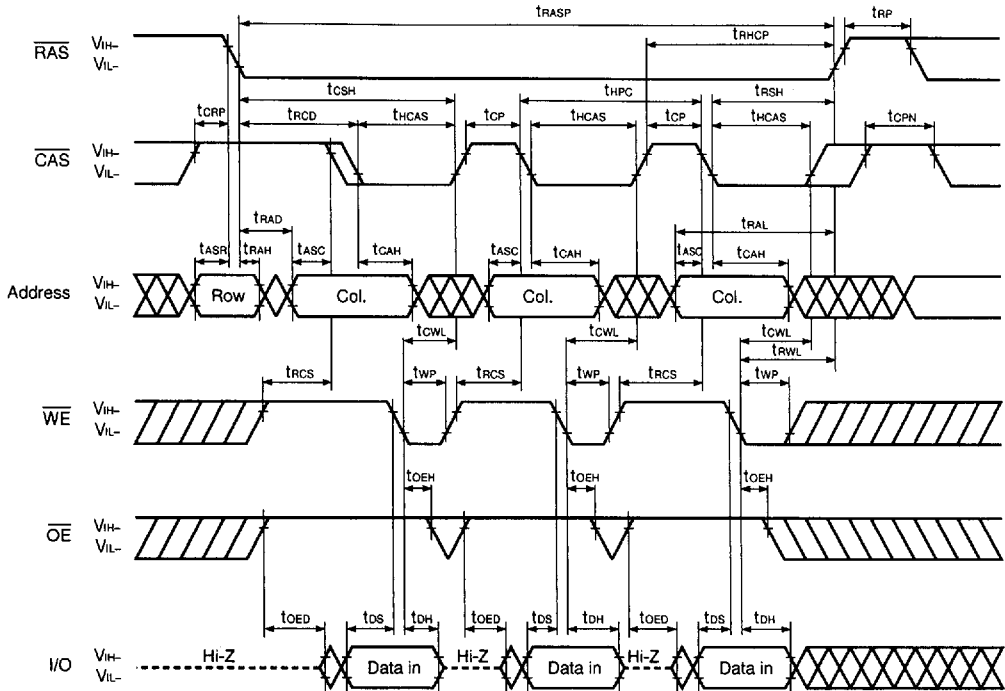 tRASP tRP
RAS VIH– tRHCP
VIL–
tCSH tHPC tRSH
tCRP tRCD tHCAS tCP tHCAS tCP tHCAS tCPN
CAS VIH–
VIL–
tRAD tRAL
tASR tRAH tASC tCAH tASC tCAH tASC tCAH
Address VIH– Row Col. Col. Col.
VIL–
tCWL tCWL tCWL
tRWL
tRCS tWP tRCS tWP tRCS tWP
WE VIH–
VIL–
tOEH tOEH tOEH
OE VIH–
VIL–
tOED tDS tDH tOED tDS tDH tOED tDS tDH
I/O VIH– Hi-Z Data in Hi-Z Data in Hi-Z Data in
VIL–